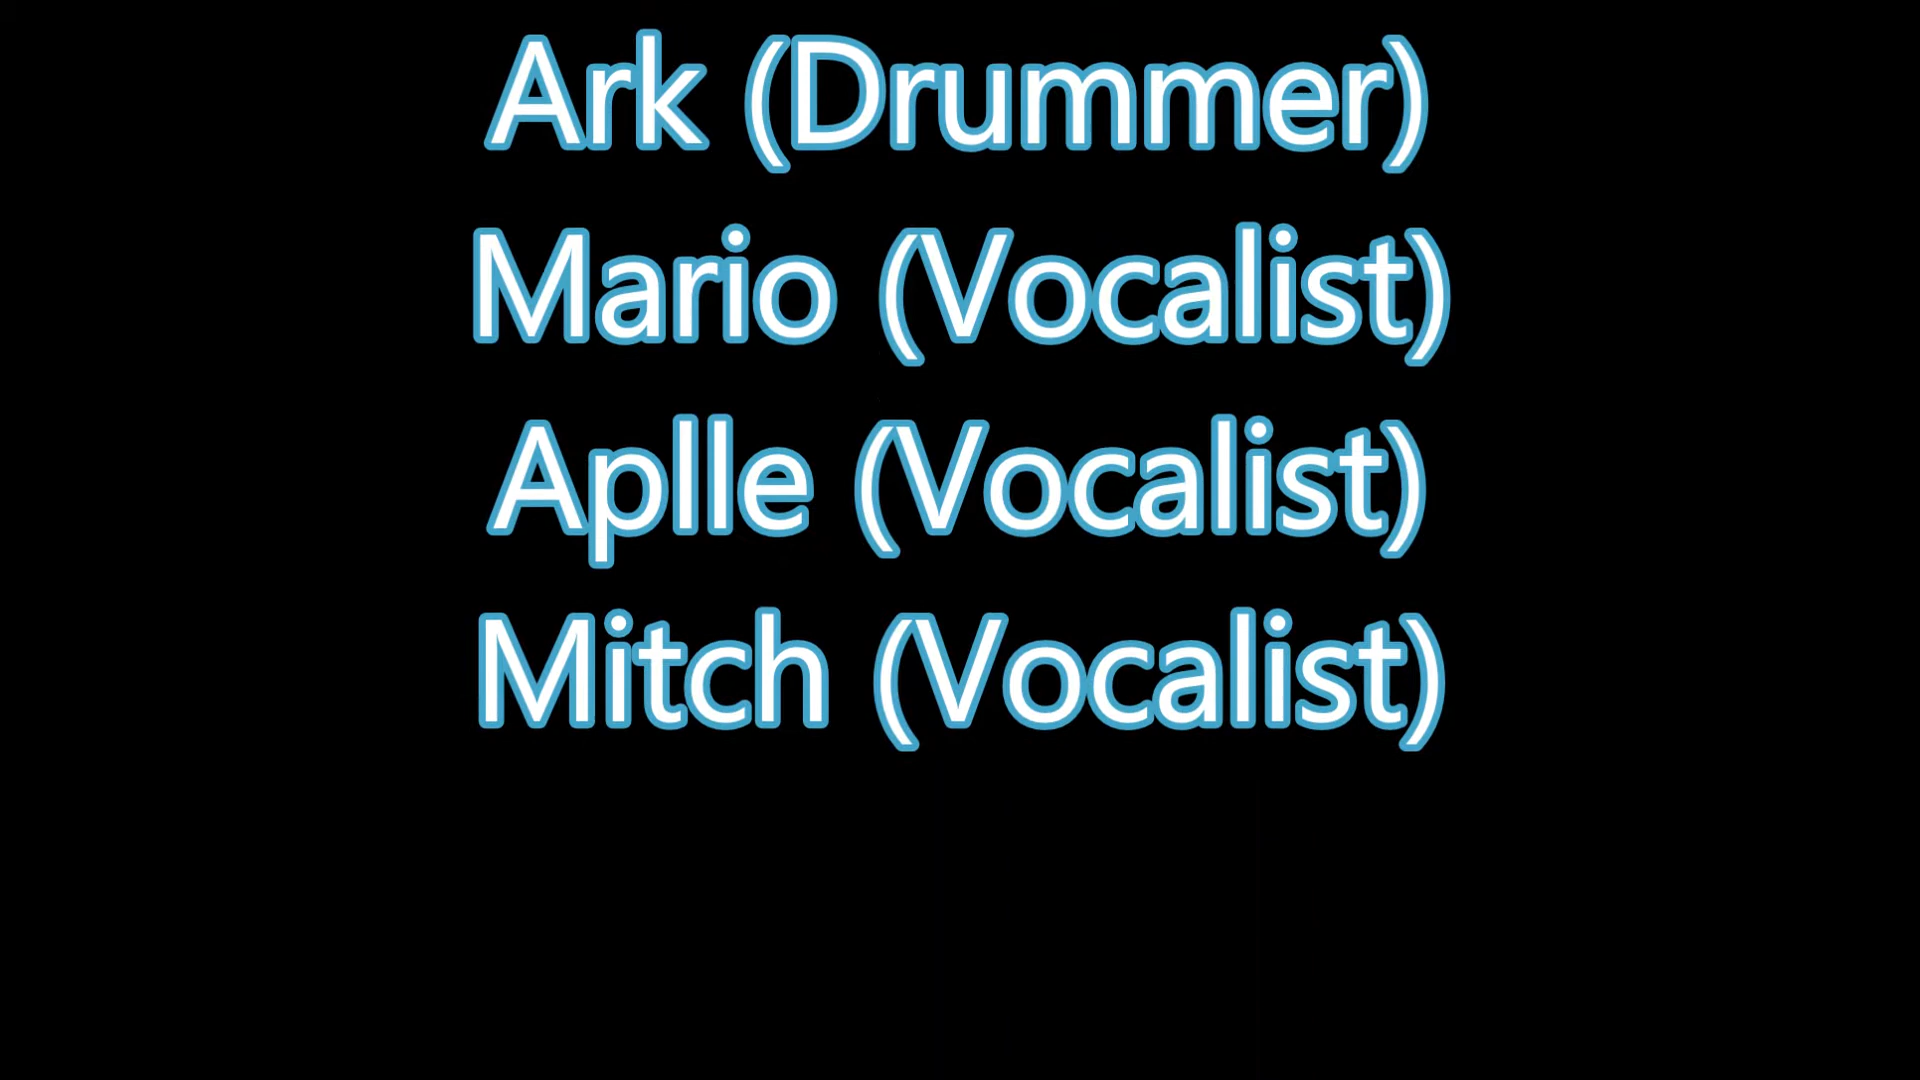 Ark (Drummer)
Mario (Vocalist)
Aplle (Vocalist)
Mitch (Vocalist)